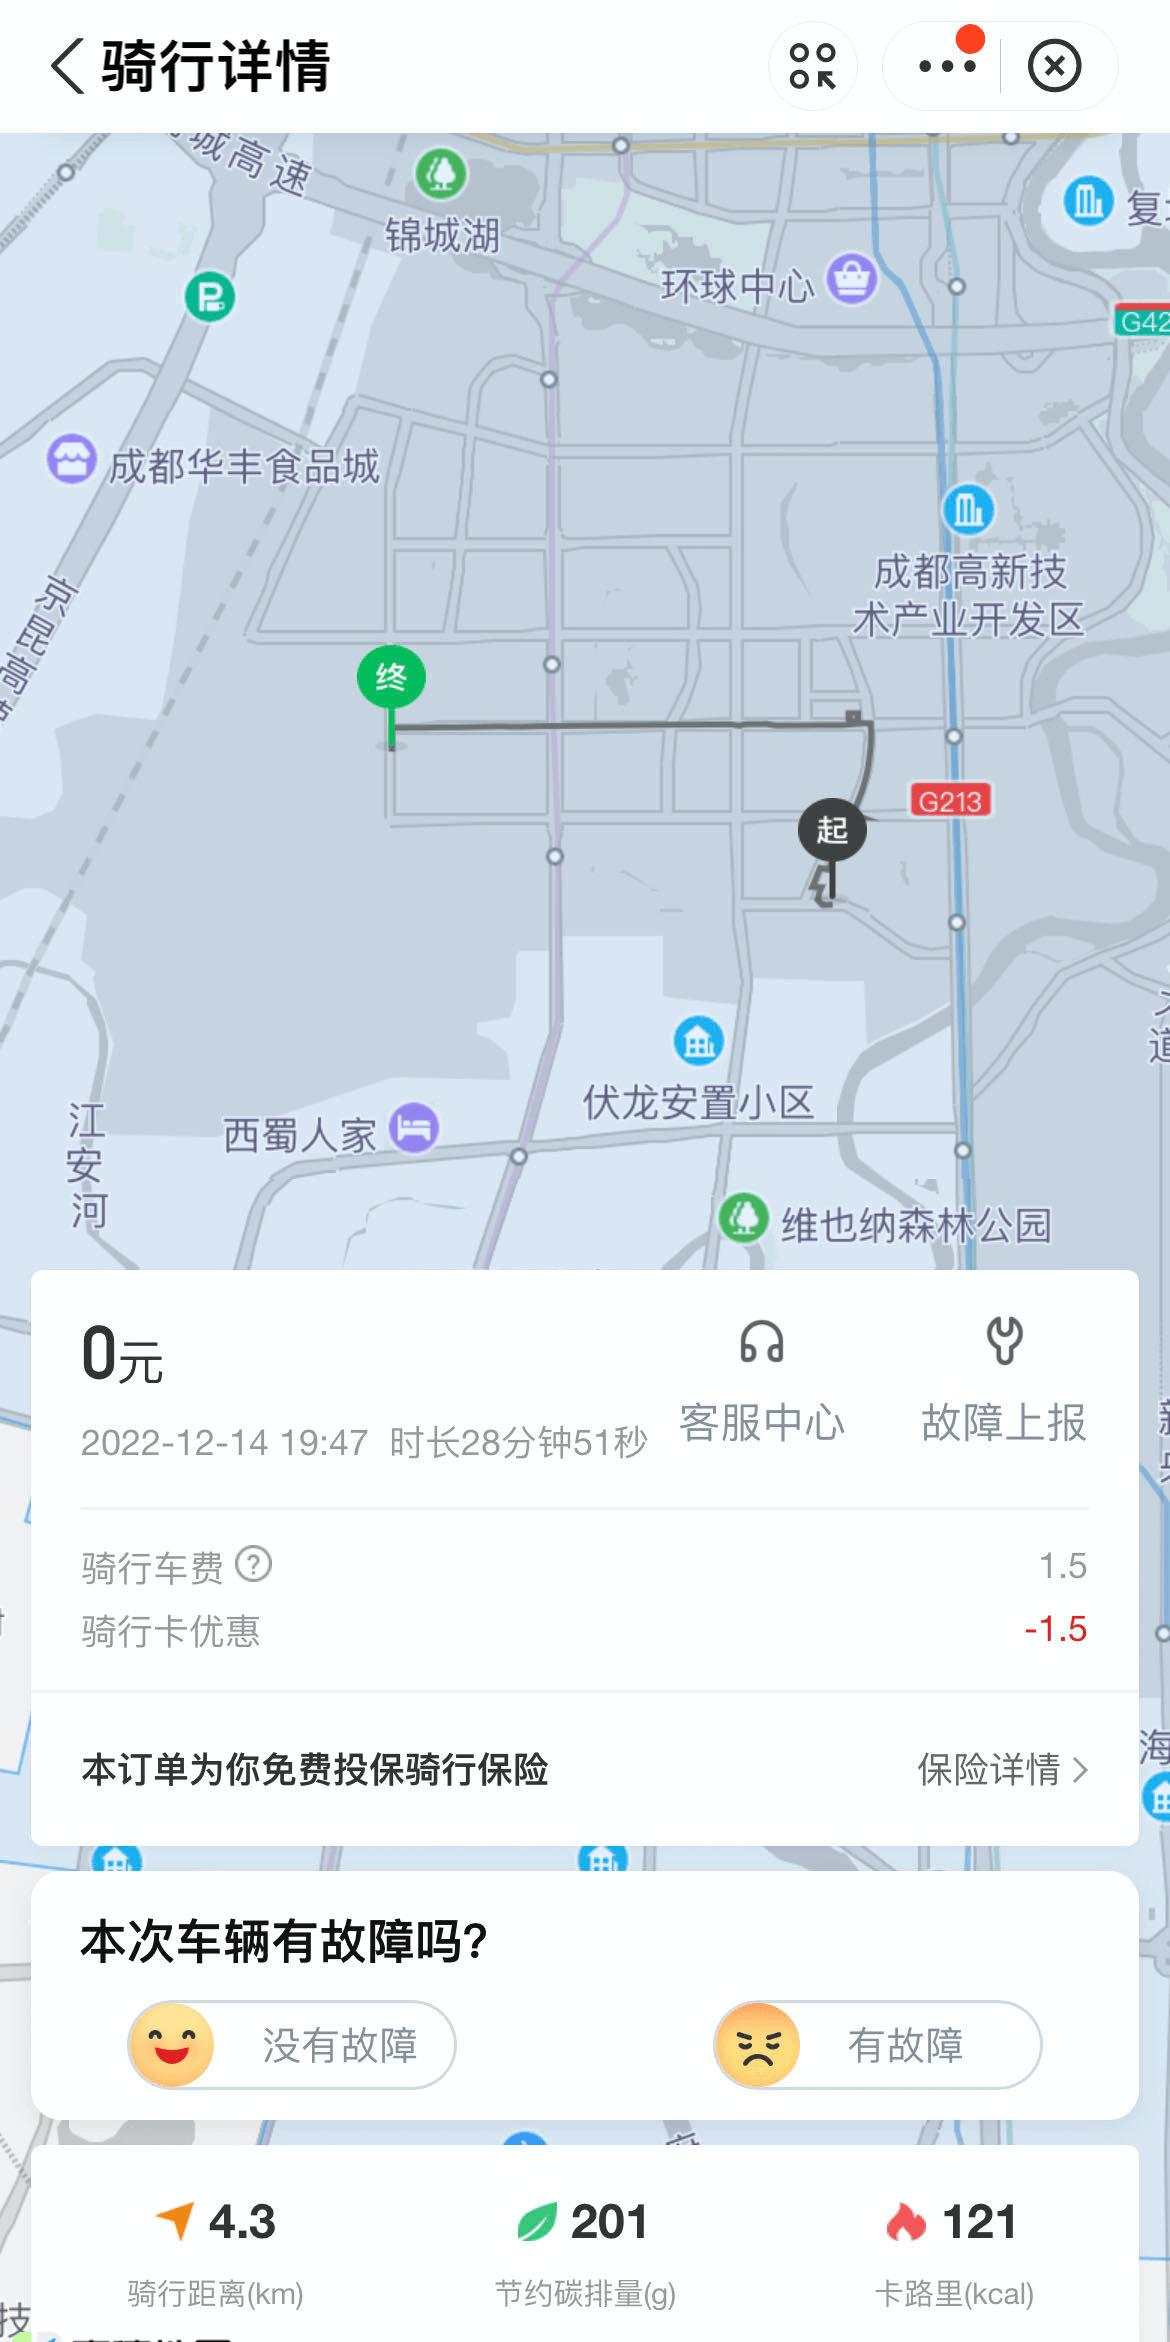 骑行详情
城高速
锦城湖
复
环球中心
G42
成都华丰食品城
成都高新技
术产业开发区
京昆高
终
G213
起
伏龙安置小区
西蜀人家
江安河
道
维也纳森林公园
0元
客服中心
故障上报
2022-12-14 19:47 时长28分钟51秒
骑行车费 ?
1.5
骑行卡优惠
-1.5
本订单为你免费投保骑行保险
保险详情 >
海
本次车辆有故障吗?
没有故障
有故障
4.3
201
121
骑行距离(km)
节约碳排量(g)
卡路里(kcal)
技